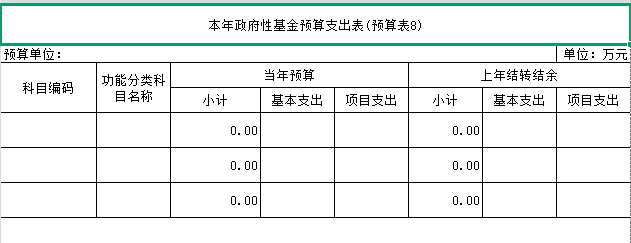 本年政府性基金预算支出表(预算表8)
预算单位: 单位: 万元
科目编码 功能分类科目名称 当年预算 上年结转结余
小计 基本支出 项目支出 小计 基本支出 项目支出
0.00 0.00
0.00 0.00
0.00 0.00